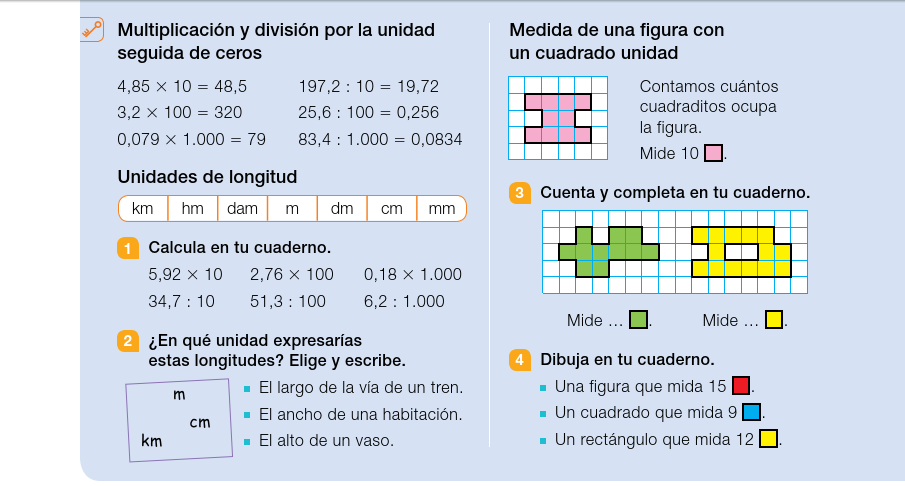 Multiplicación y división por la unidad
seguida de ceros
4,85 × 10 = 48,5
197,2 : 10 = 19,72
3,2 × 100 = 320
25,6 : 100 = 0,256
0,079 × 1.000 = 79
83,4 : 1.000 = 0,0834
Unidades de longitud
km hm dam m dm cm mm
1 Calcula en tu cuaderno.
5,92 × 10 2,76 × 100 0,18 × 1.000
34,7 : 10 51,3 : 100 6,2 : 1.000
2 ¿En qué unidad expresarías
estas longitudes? Elige y escribe.
m
cm
km
El largo de la vía de un tren.
El ancho de una habitación.
El alto de un vaso.
Medida de una figura con
un cuadrado unidad
Contamos cuántos
cuadraditos ocupa
la figura.
Mide 10 .
3 Cuenta y completa en tu cuaderno.
Mide ... .
Mide ... .
4 Dibuja en tu cuaderno.
Una figura que mida 15 .
Un cuadrado que mida 9 .
Un rectángulo que mida 12 .